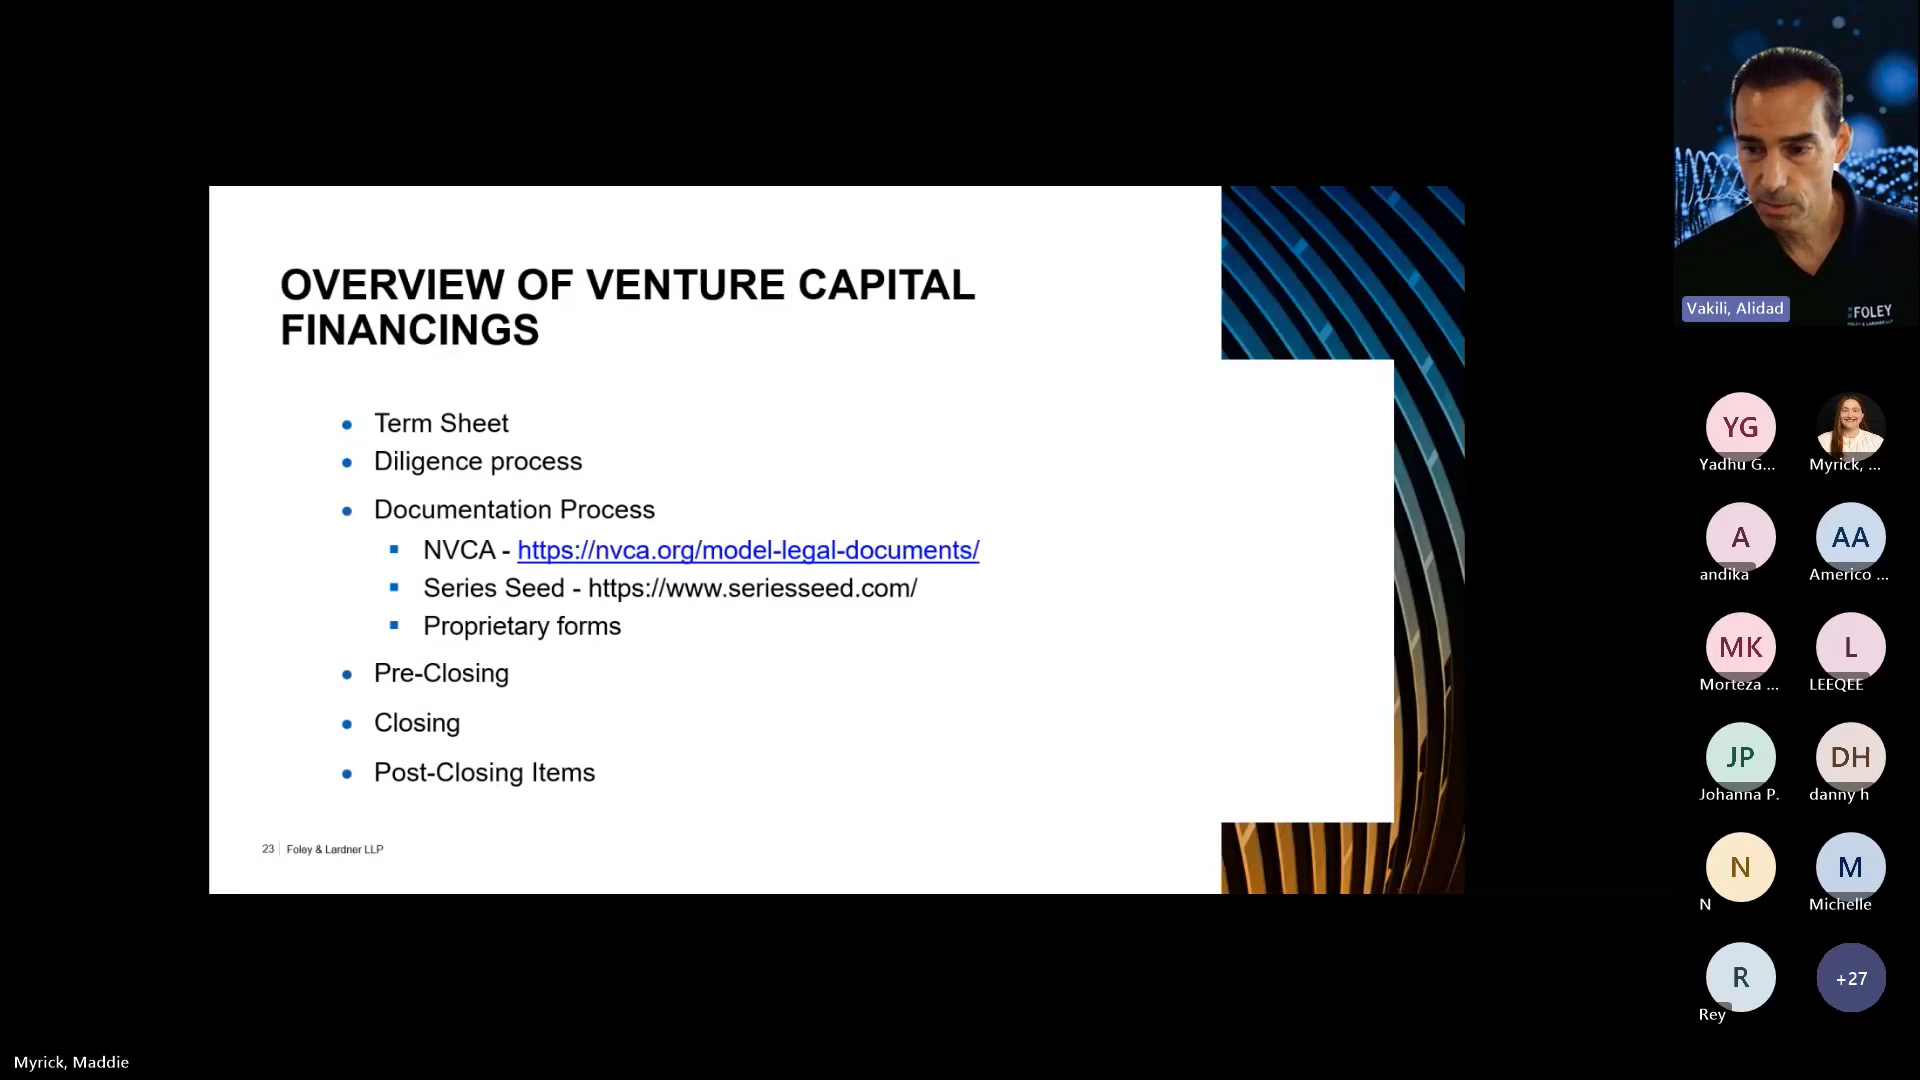 OVERVIEW OF VENTURE CAPITAL
FINANCINGS
Term Sheet
Diligence process
Documentation Process
NVCA - https://nvca.org/model-legal-documents/
Series Seed - https://www.seriesseed.com/
Proprietary forms
Pre-Closing
Closing
Post-Closing Items
23 Foley & Lardner LLP
Vakili, Alidad
FOLEY
FOLEY & LARDNER LLP
YG
Yadhu G...
Myrick, ...
A
andika
AA
Americo ...
MK
Morteza ...
L
LEEQEE
JP
Johanna P.
DH
danny h
N
N
M
Michelle
R
Rey
+27
Myrick, Maddie